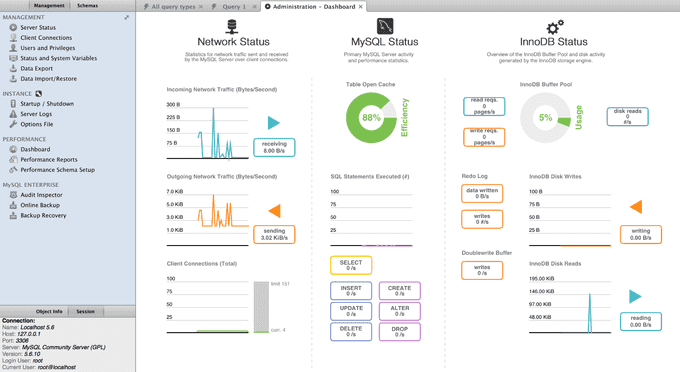 Management
Schemas
MANAGEMENT
Server Status
Client Connections
Users and Privileges
Status and System Variables
Data Export
Data Import/Restore
INSTANCE
Startup / Shutdown
Server Logs
Options File
PERFORMANCE
Dashboard
Performance Reports
Performance Schema Setup
MySQL ENTERPRISE
Audit Inspector
Online Backup
Backup Recovery
Object Info
Session
Connection:
Name: Localhost 5.6
Host: 127.0.0.1
Port: 3306
Server: MySQL Community Server (GPL)
Version: 5.6.10
Login User: root
Current User: root@localhost
All query types
Query 1
Administration - Dashboard
Network Status
Statistics for network traffic sent and received
by the MySQL Server over client connections.
Incoming Network Traffic (Bytes/Second)
300 B
225 B
150 B
75 B
receiving
8.00 B/s
Outgoing Network Traffic (Bytes/Second)
7.0 KiB
5.0 KiB
3.0 KiB
1.0 KiB
sending
3.02 KiB/s
Client Connections (Total)
100
75
50
25
limit 151
curr. 4
MySQL Status
Primary MySQL Server activity
and performance statistics.
Table Open Cache
88%
Efficiency
SQL Statements Executed (#)
100
75
50
25
SELECT
0 /s
INSERT
0 /s
CREATE
0 /s
UPDATE
0 /s
ALTER
0 /s
DELETE
0 /s
DROP
0 /s
InnoDB Status
Overview of the InnoDB Buffer Pool and disk activity
generated by the InnoDB storage engine.
InnoDB Buffer Pool
read reqs.
0
pages/s
write reqs.
0
pages/s
5%
Usage
disk reads
0
#/s
Redo Log
data written
0 B/s
writes
0 #/s
InnoDB Disk Writes
100 B
75 B
50 B
25 B
writing
0.00 B/s
Doublewrite Buffer
writes
0 /s
InnoDB Disk Reads
195.00 KiB
146.00 KiB
97.00 KiB
48.00 KiB
reading
0.00 B/s